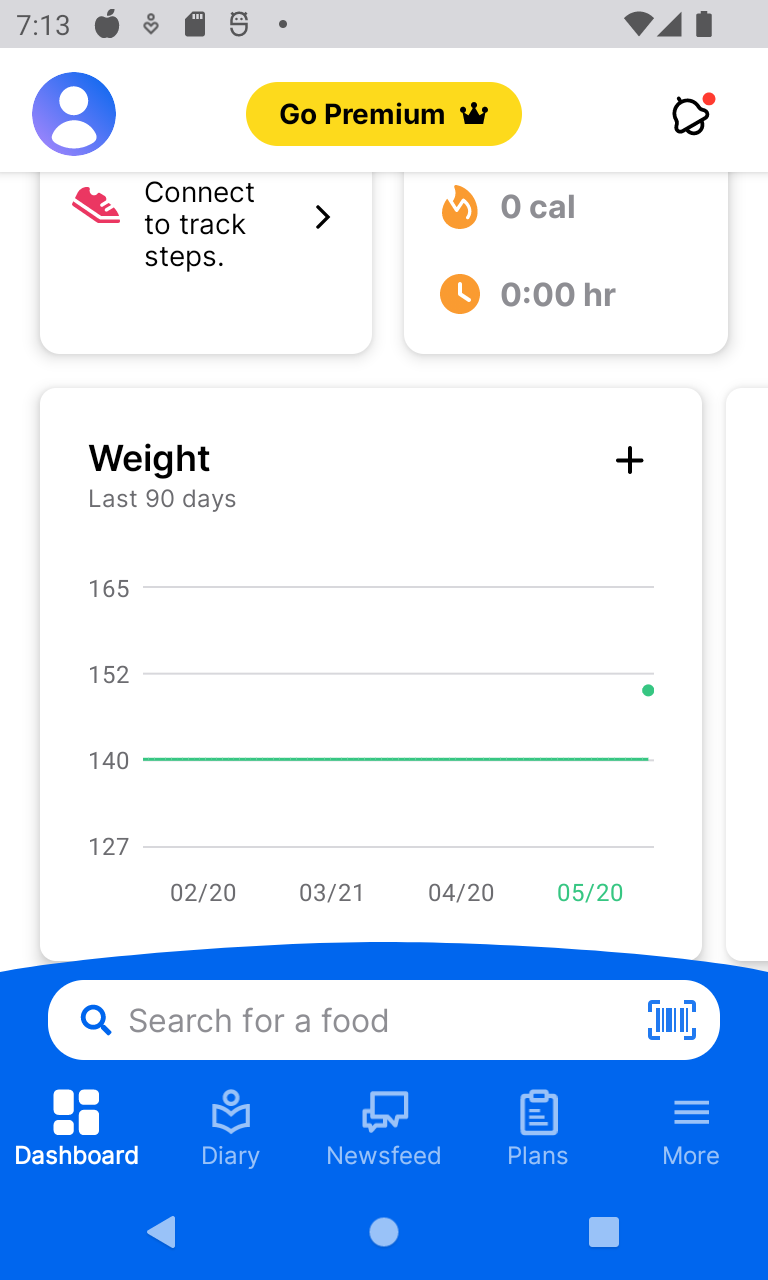 7:13
Go Premium
Connect
to track
steps.
0 cal
0:00 hr
Weight
Last 90 days
165
152
140
127
02/20 03/21 04/20 05/20
Search for a food
Dashboard Diary Newsfeed Plans More